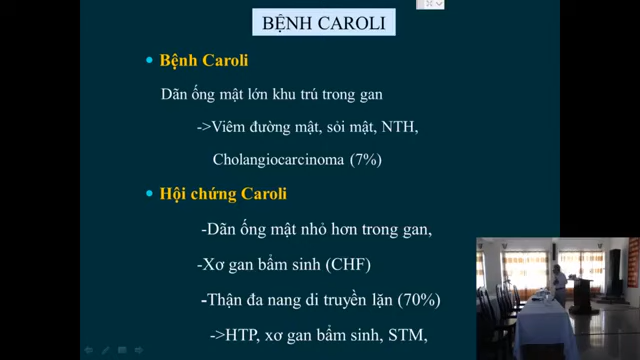 BỆNH CAROLI
Bệnh Caroli
Dãn ống mật lớn khu trú trong gan
->Viêm đường mật, sỏi mật, NTH,
Cholangiocarcinoma (7%)
Hội chứng Caroli
-Dãn ống mật nhỏ hơn trong gan,
-Xơ gan bẩm sinh (CHF)
-Thận đa nang di truyền lặn (70%)
->HTP, xơ gan bẩm sinh, STM,